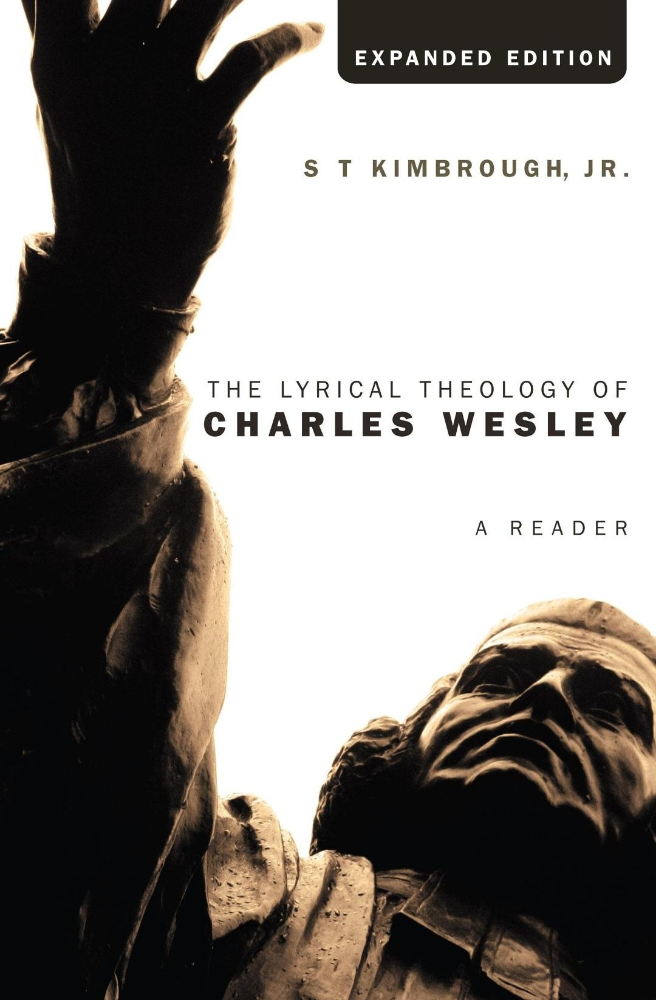 EXPANDED EDITION
S T KIMBROUGH, JR.
THE LYRICAL THEOLOGY OF
CHARLES WESLEY
A READER